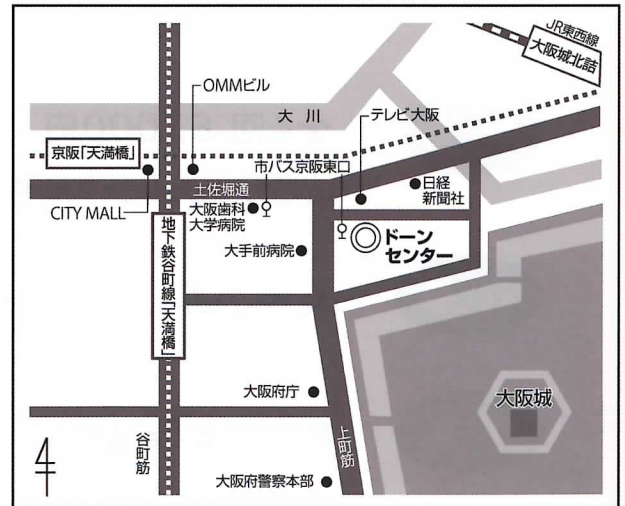 JR東西線
大阪城北詰
OMMビル
大川
テレビ大阪
京阪「天満橋」
市バス京阪東口
土佐堀通
日経
新聞社
CITY MALL
大阪歯科
大学病院
地下鉄谷町線「天満橋」
大手前病院
ドーン
センター
大阪府庁
大阪城
谷町筋
上町筋
大阪府警察本部